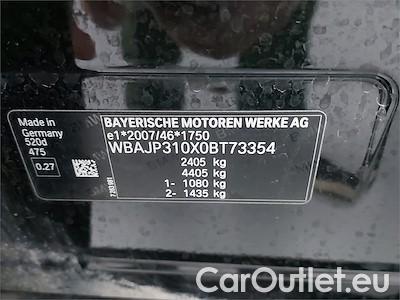 Made in
Germany
520d
475
0.27
BAYERISCHE MOTOREN WERKE AG
e1*2007/46*1750
WBAJP310X0BT73354
2405 kg
4405 kg
1- 1080 kg
2- 1435 kg
CarOutlet.eu